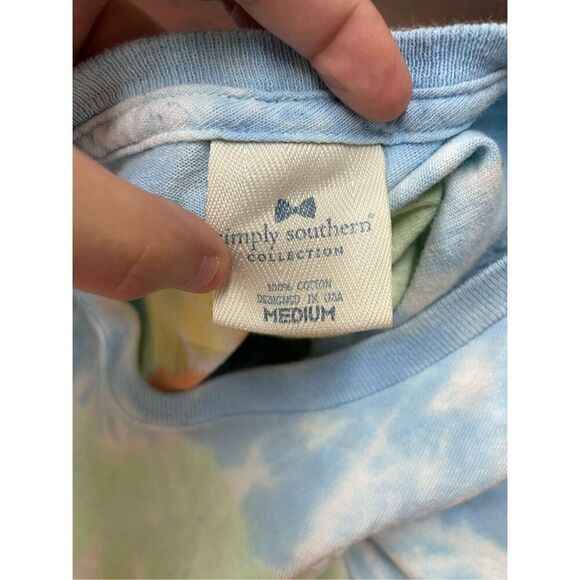 imply southern®
COLLECTION
100% COTTON
DESIGNED IN USA
MEDIUM